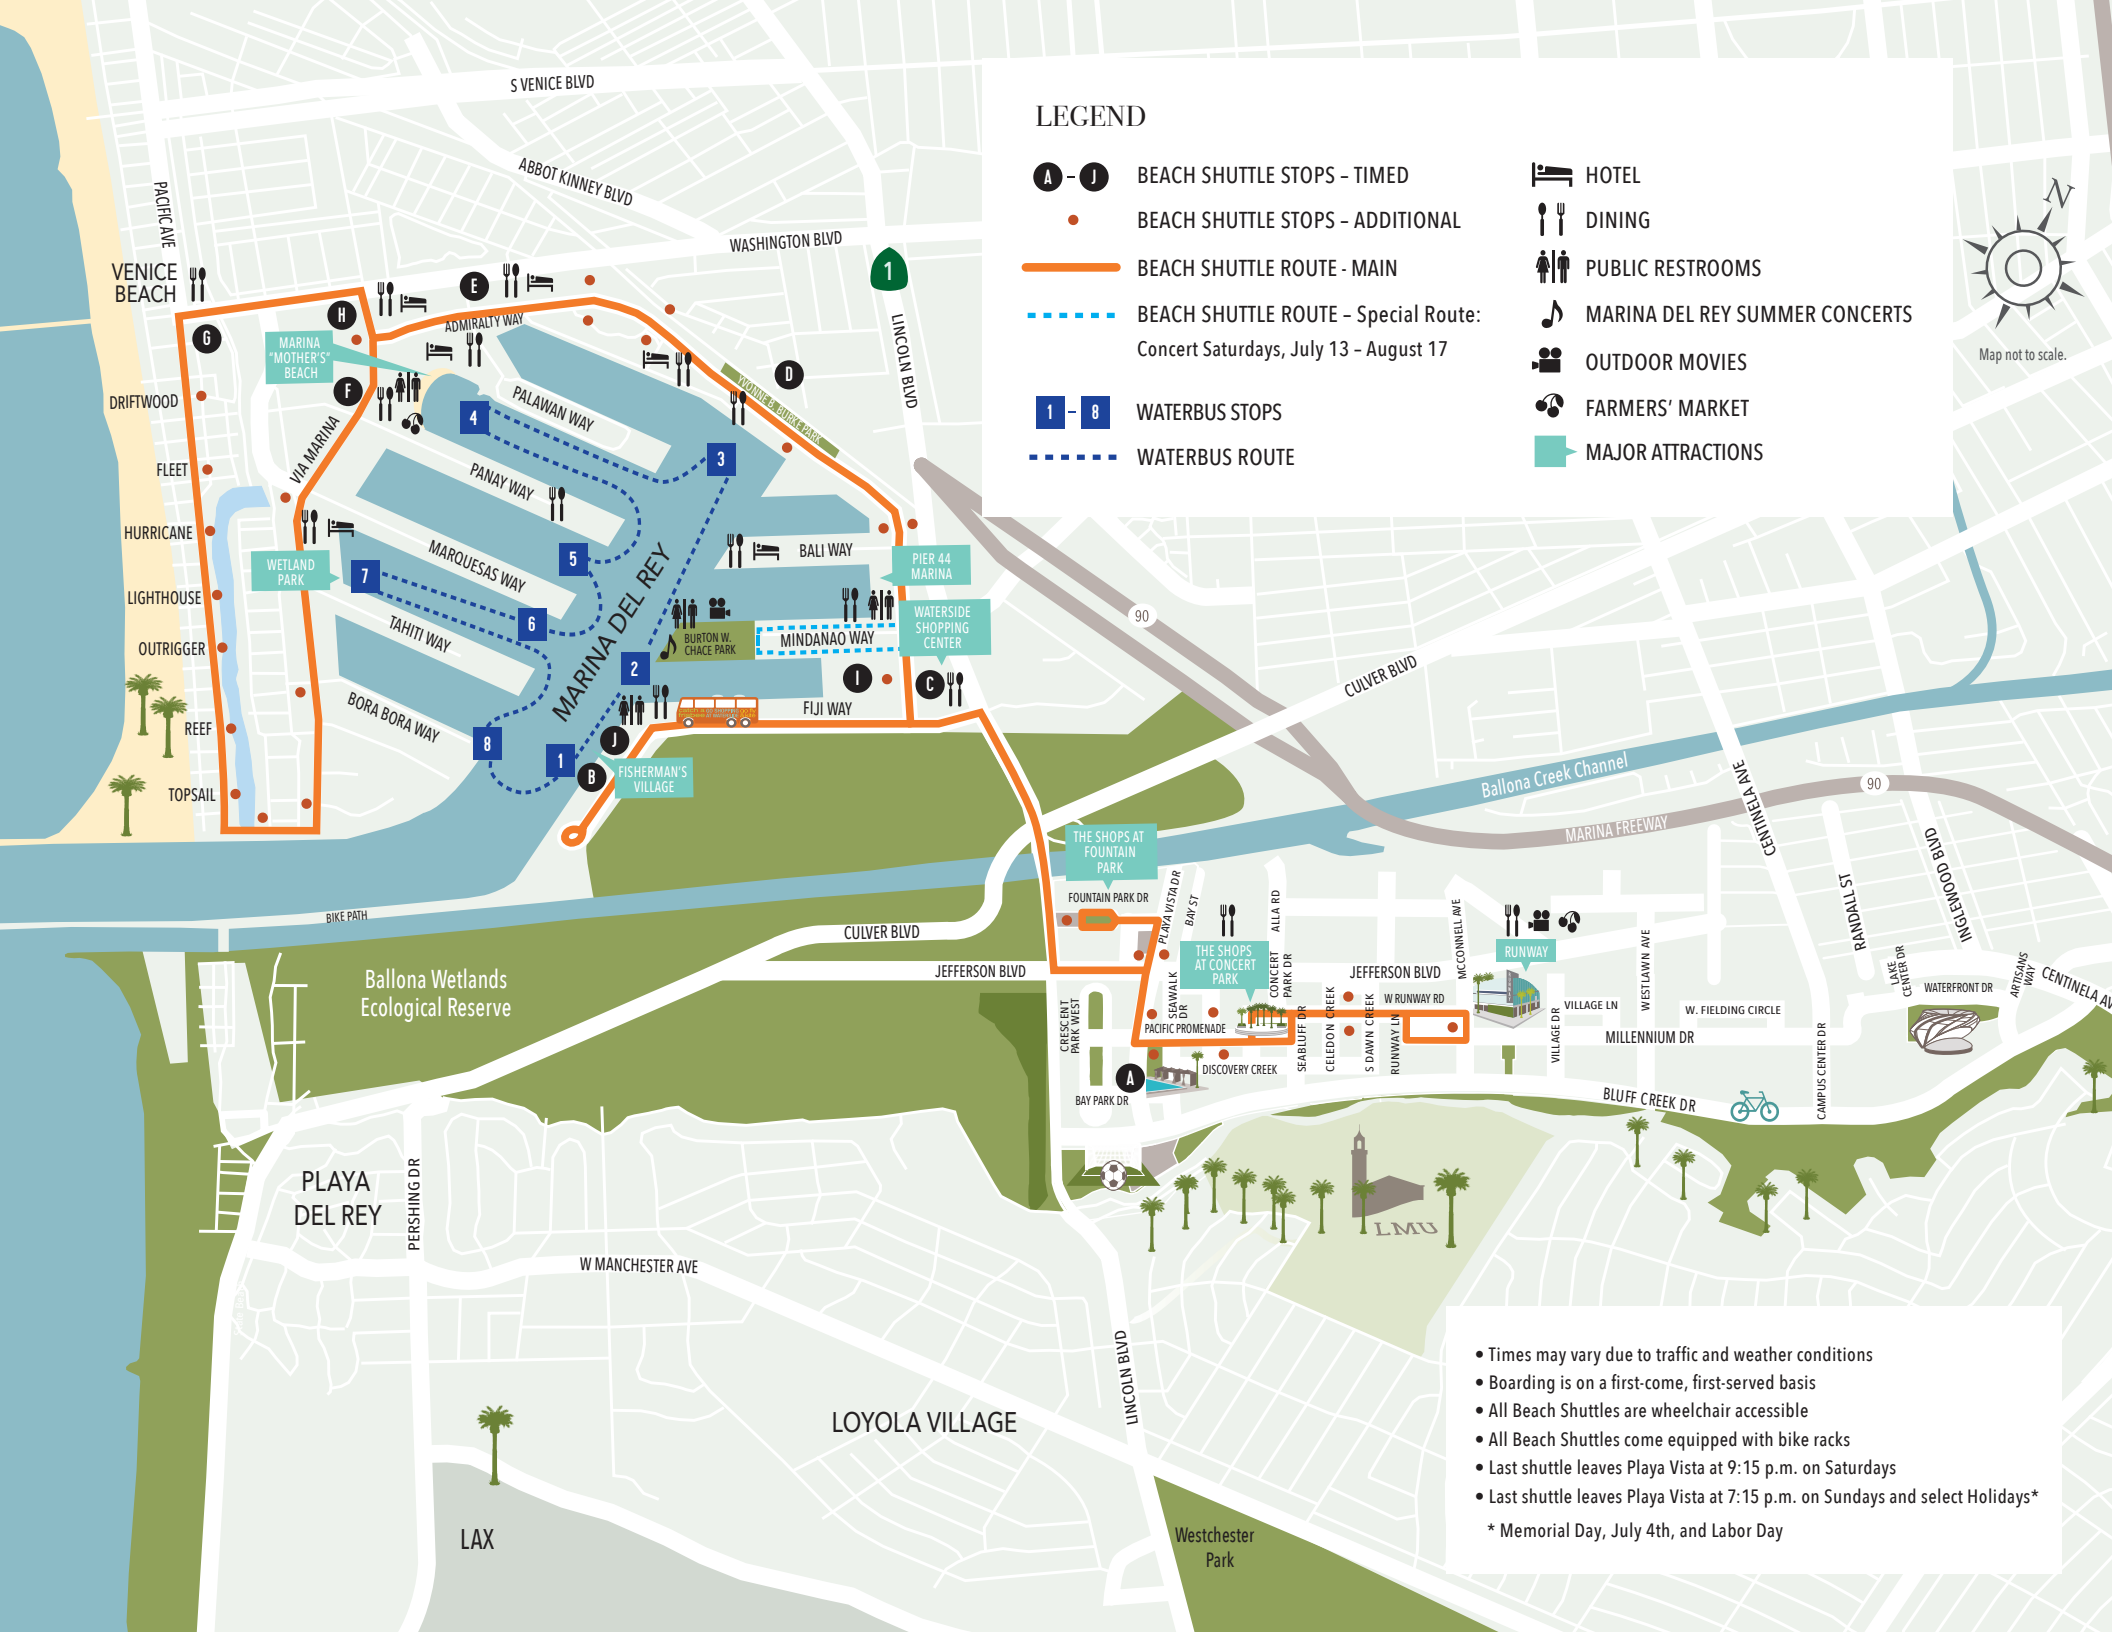 S VENICE BLVD
ABBOT KINNEY BLVD
PACIFIC AVE
WASHINGTON BLVD
1
LINCOLN BLVD
LEGEND
A – J
BEACH SHUTTLE STOPS – TIMED
BEACH SHUTTLE STOPS – ADDITIONAL
BEACH SHUTTLE ROUTE - MAIN
BEACH SHUTTLE ROUTE – Special Route:
Concert Saturdays, July 13 – August 17
1 – 8
WATERBUS STOPS
WATERBUS ROUTE
HOTEL
DINING
PUBLIC RESTROOMS
MARINA DEL REY SUMMER CONCERTS
OUTDOOR MOVIES
FARMERS' MARKET
MAJOR ATTRACTIONS
N
Map not to scale.
VENICE
BEACH
E
H
G
ADMIRALTY WAY
MARINA
"MOTHER'S"
BEACH
F
D
YVONNE B. BURKE PARK
DRIFTWOOD
VIA MARINA
4
PALAWAN WAY
3
FLEET
PANAY WAY
HURRICANE
MARQUESAS WAY
5
BALI WAY
PIER 44
MARINA
WETLAND
PARK
7
LIGHTHOUSE
6
TAHITI WAY
MARINA DEL REY
WATERSIDE
SHOPPING
CENTER
MINDANAO WAY
BURTON W.
CHACE PARK
2
OUTRIGGER
I
C
BORA BORA WAY
FIJI WAY
REEF
8
1
J
B
FISHERMAN'S
VILLAGE
TOPSAIL
90
CULVER BLVD
Ballona Creek Channel
90
MARINA FREEWAY
CENTINELA AVE
RANDALL ST
INGLEWOOD BLVD
BIKE PATH
CULVER BLVD
JEFFERSON BLVD
Ballona Wetlands
Ecological Reserve
THE SHOPS AT
FOUNTAIN
PARK
FOUNTAIN PARK DR
PLAYA VISTA DR
BAY ST
ALLA RD
THE SHOPS
AT CONCERT
PARK
CONCERT
PARK DR
JEFFERSON BLVD
MCCONNELL AVE
RUNWAY
WESTLAWN AVE
LAKE
CENTER DR
WATERFRONT DR
ARTISANS
WAY
CENTINELA AV
CRESCENT
PARK WEST
SEAWALK
DR
PACIFIC PROMENADE
SEABLUFF DR
CELEDON CREEK
S DAWN CREEK
W RUNWAY RD
RUNWAY LN
VILLAGE LN
VILLAGE DR
W. FIELDING CIRCLE
MILLENNIUM DR
CAMPUS CENTER DR
A
DISCOVERY CREEK
BAY PARK DR
BLUFF CREEK DR
LMU
PLAYA
DEL REY
PERSHING DR
W MANCHESTER AVE
LINCOLN BLVD
LOYOLA VILLAGE
LAX
Westchester
Park
• Times may vary due to traffic and weather conditions
• Boarding is on a first-come, first-served basis
• All Beach Shuttles are wheelchair accessible
• All Beach Shuttles come equipped with bike racks
• Last shuttle leaves Playa Vista at 9:15 p.m. on Saturdays
• Last shuttle leaves Playa Vista at 7:15 p.m. on Sundays and select Holidays*
* Memorial Day, July 4th, and Labor Day